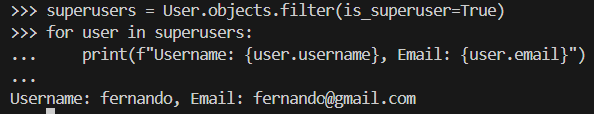 >>> superusers = User.objects.filter(is_superuser=True)
>>> for user in superusers:
...     print(f"Username: {user.username}, Email: {user.email}")
...
Username: fernando, Email: fernando@gmail.com